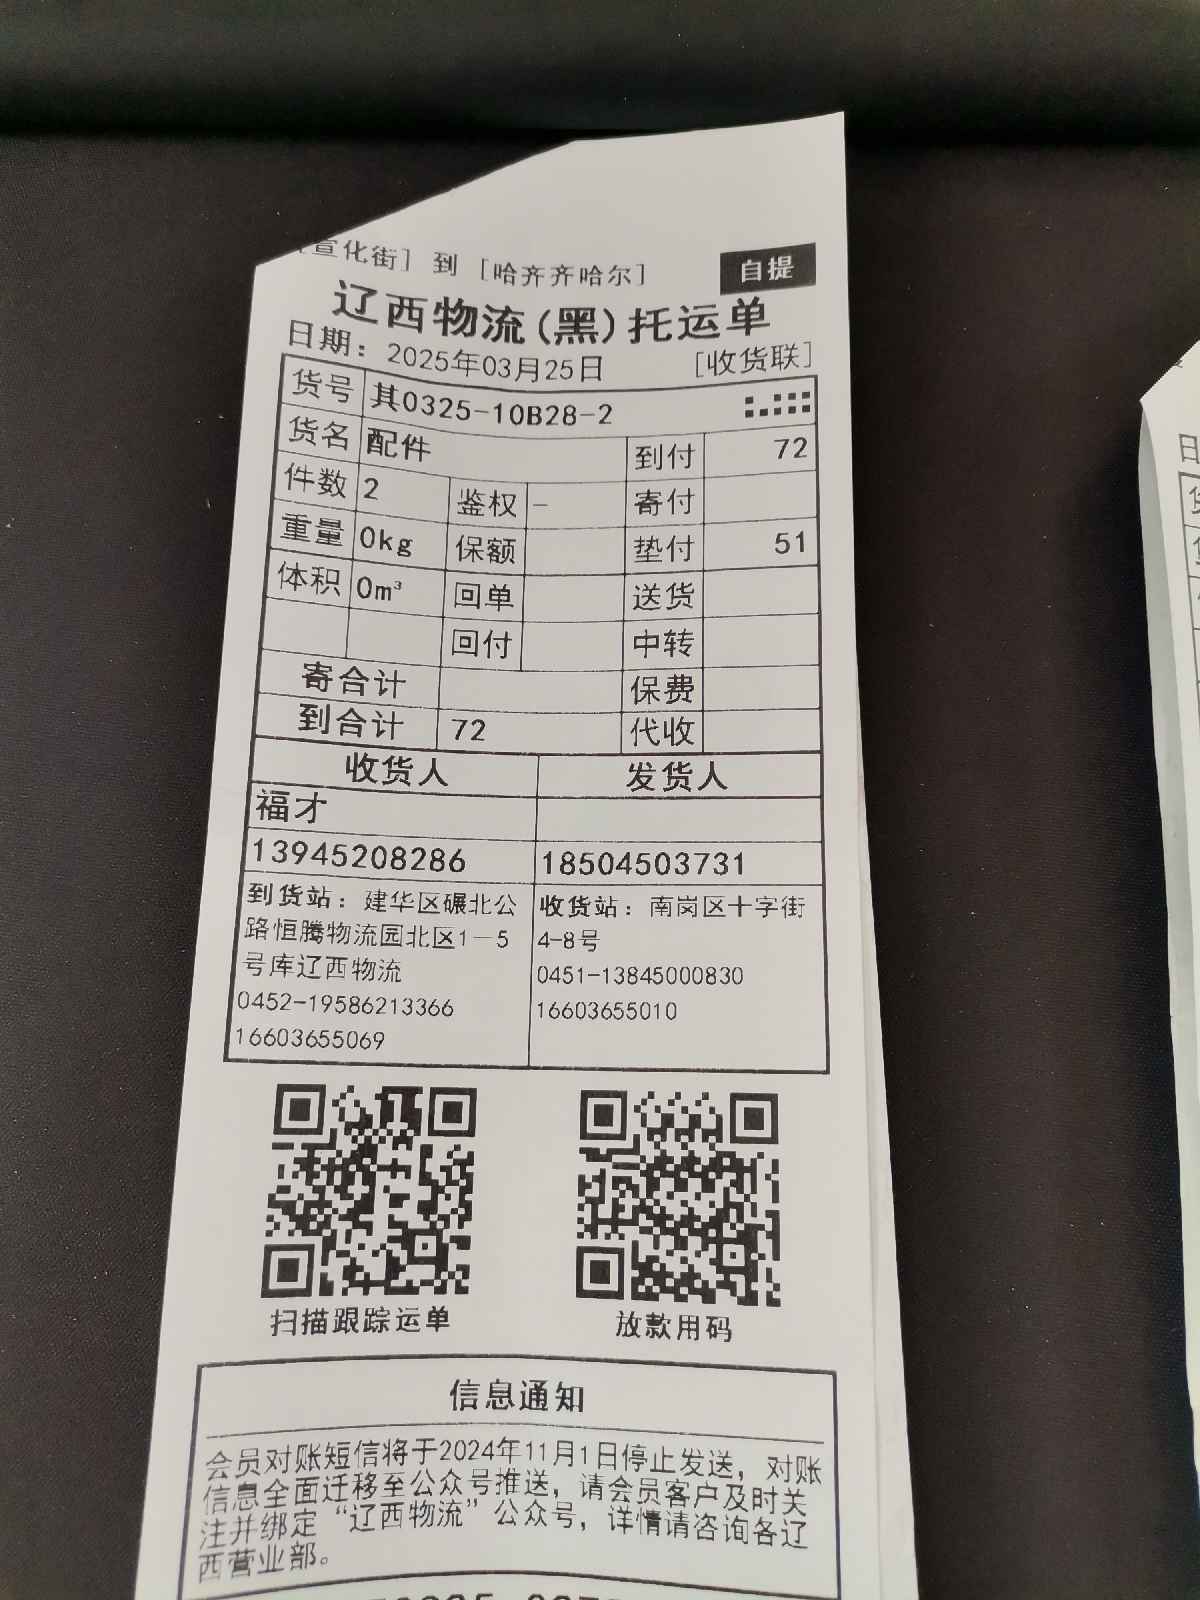 宣化街] 到 [哈齐齐哈尔]
自提
辽西物流(黑)托运单
日期：2025年03月25日 [收货联]
货号 其0325-10B28-2
货名 配件 到付 72
件数 2 鉴权 - 寄付
重量 0kg 保额 垫付 51
体积 0m³ 回单 送货
回付 中转
寄合计 保费
到合计 72 代收
收货人 发货人
福才
13945208286 18504503731
到货站：建华区碾北公 收货站：南岗区十字街
路恒腾物流园北区1-5 4-8号
号库辽西物流 0451-13845000830
0452-19586213366 16603655010
16603655069
扫描跟踪运单 放款用码
信息通知
会员对账短信将于2024年11月1日停止发送，对账
信息全面迁移至公众号推送，请会员客户及时关
注并绑定“辽西物流”公众号，详情请咨询各辽
西营业部。